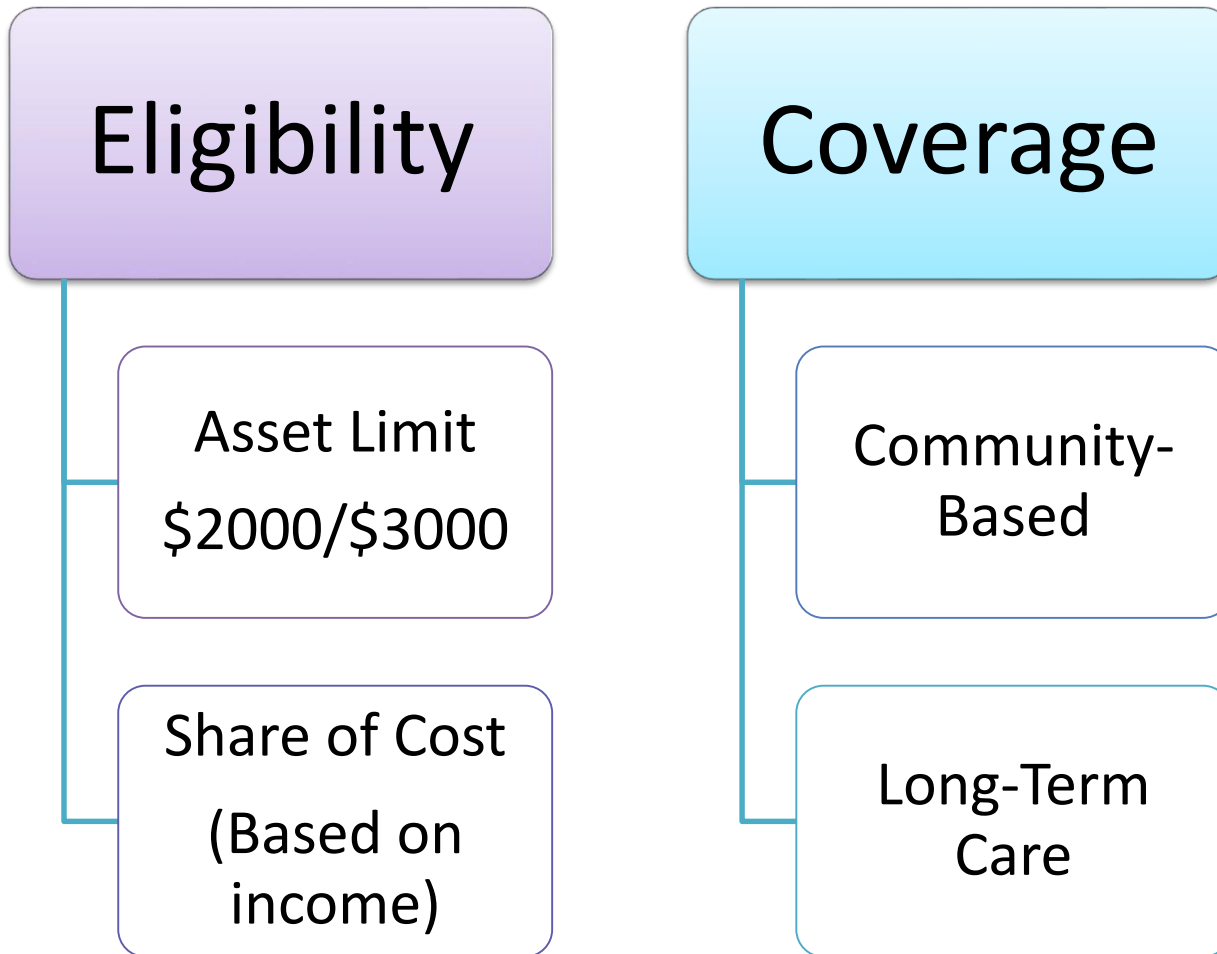 Eligibility
Asset Limit
$2000/$3000
Share of Cost
(Based on
income)
Coverage
Community-
Based
Long-Term
Care